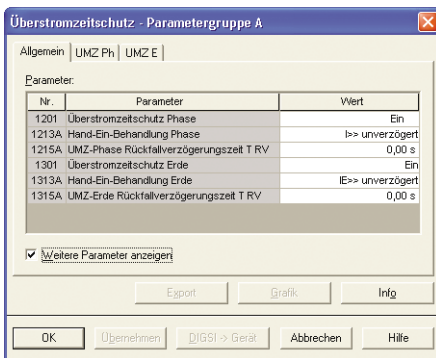 Überstromzeitschutz - Parametergruppe A
Allgemein UMZ Ph UMZ E
Parameter:
Nr. Parameter Wert
1201 Überstromzeitschutz Phase Ein
1213A Hand-Ein-Behandlung Phase I>> unverzögert
1215A UMZ-Phase Rückfallverzögerungszeit T RV 0,00 s
1301 Überstromzeitschutz Erde Ein
1313A Hand-Ein-Behandlung Erde IE>> unverzögert
1315A UMZ-Erde Rückfallverzögerungszeit T RV 0,00 s
Weitere Parameter anzeigen
Export Grafik Info
OK Übernehmen DIGSI -> Gerät Abbrechen Hilfe